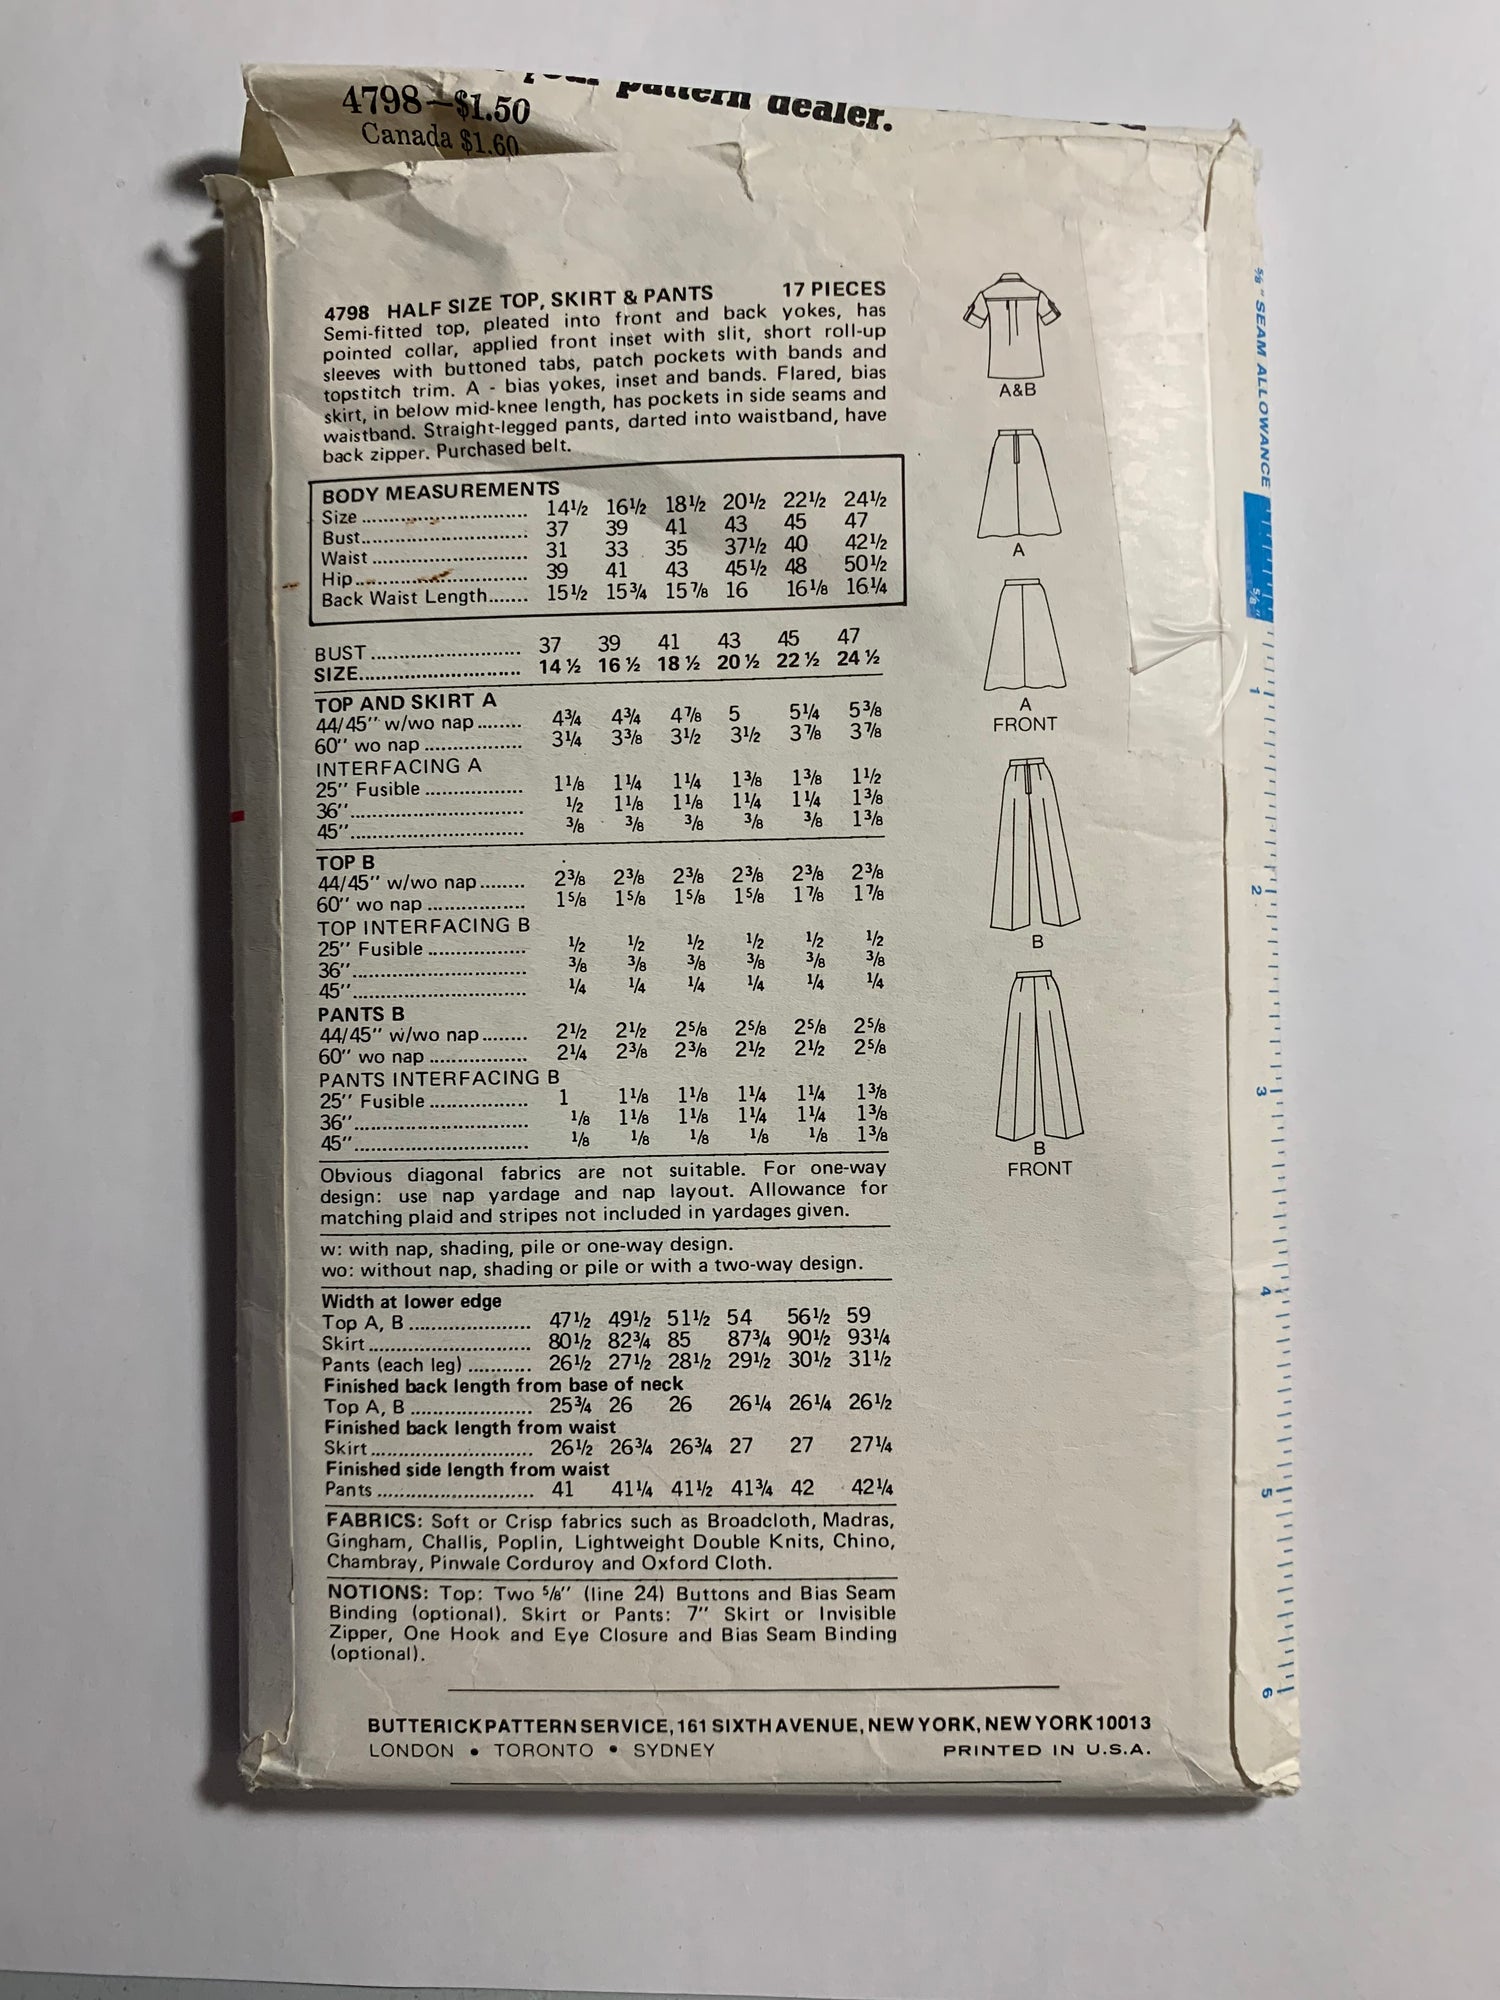 pattern dealer.
4798—$1.50
Canada $1.60
4798 HALF SIZE TOP, SKIRT & PANTS 17 PIECES
Semi-fitted top, pleated into front and back yokes, has
pointed collar, applied front inset with slit, short roll-up
sleeves with buttoned tabs, patch pockets with bands and
topstitch trim. A - bias yokes, inset and bands. Flared, bias
skirt, in below mid-knee length, has pockets in side seams and
waistband. Straight-legged pants, darted into waistband, have
back zipper. Purchased belt.
BODY MEASUREMENTS
Size .......................... 14½ 16½ 18½ 20½ 22½ 24½
Bust.......................... 37 39 41 43 45 47
Waist ........................ 31 33 35 37½ 40 42½
Hip........................... 39 41 43 45½ 48 50½
Back Waist Length....... 15½ 15¾ 15⅞ 16 16⅛ 16¼
BUST ......................... 37 39 41 43 45 47
SIZE........................... 14 ½ 16 ½ 18 ½ 20 ½ 22 ½ 24 ½
TOP AND SKIRT A
44/45" w/wo nap ........ 4¾ 4¾ 4⅞ 5 5¼ 5⅜
60" wo nap ................. 3¼ 3⅜ 3½ 3½ 3⅞ 3⅞
INTERFACING A
25" Fusible ................. 1⅛ 1¼ 1¼ 1⅜ 1⅜ 1½
36"............................. ½ 1⅛ 1⅛ 1¼ 1¼ 1⅜
45"............................. ⅜ ⅜ ⅜ ⅜ ⅜ 1⅜
TOP B
44/45" w/wo nap ........ 2⅜ 2⅜ 2⅜ 2⅜ 2⅜ 2⅜
60" wo nap ................. 1⅝ 1⅝ 1⅝ 1⅝ 1⅞ 1⅞
TOP INTERFACING B
25" Fusible ................. ½ ½ ½ ½ ½ ½
36"............................. ⅜ ⅜ ⅜ ⅜ ⅜ ⅜
45"............................. ¼ ¼ ¼ ¼ ¼ ¼
PANTS B
44/45" w/wo nap ........ 2½ 2½ 2⅝ 2⅝ 2⅝ 2⅝
60" wo nap ................. 2¼ 2⅜ 2⅜ 2½ 2½ 2⅝
PANTS INTERFACING B
25" Fusible ................. 1 1⅛ 1⅛ 1¼ 1¼ 1⅜
36"............................. ⅛ 1⅛ 1⅛ 1¼ 1¼ 1⅜
45"............................. ⅛ ⅛ ⅛ ⅛ ⅛ 1⅜
Obvious diagonal fabrics are not suitable. For one-way
design: use nap yardage and nap layout. Allowance for
matching plaid and stripes not included in yardages given.
w: with nap, shading, pile or one-way design.
wo: without nap, shading or pile or with a two-way design.
Width at lower edge
Top A, B ..................... 47½ 49½ 51½ 54 56½ 59
Skirt ........................... 80½ 82¾ 85 87¾ 90½ 93¼
Pants (each leg) ........... 26½ 27½ 28½ 29½ 30½ 31½
Finished back length from base of neck
Top A, B ..................... 25¾ 26 26 26¼ 26¼ 26½
Finished back length from waist
Skirt ........................... 26½ 26¾ 26¾ 27 27 27¼
Finished side length from waist
Pants .......................... 41 41¼ 41½ 41¾ 42 42¼
FABRICS: Soft or Crisp fabrics such as Broadcloth, Madras,
Gingham, Challis, Poplin, Lightweight Double Knits, Chino,
Chambray, Pinwale Corduroy and Oxford Cloth.
NOTIONS: Top: Two ⅝" (line 24) Buttons and Bias Seam
Binding (optional). Skirt or Pants: 7" Skirt or Invisible
Zipper, One Hook and Eye Closure and Bias Seam Binding
(optional).
BUTTERICK PATTERN SERVICE, 161 SIXTH AVENUE, NEW YORK, NEW YORK 10013
LONDON • TORONTO • SYDNEY PRINTED IN U.S.A.
A&B
A
A
FRONT
B
B
FRONT
⅝" SEAM ALLOWANCE
⅝"
1
2
3
4
5
6